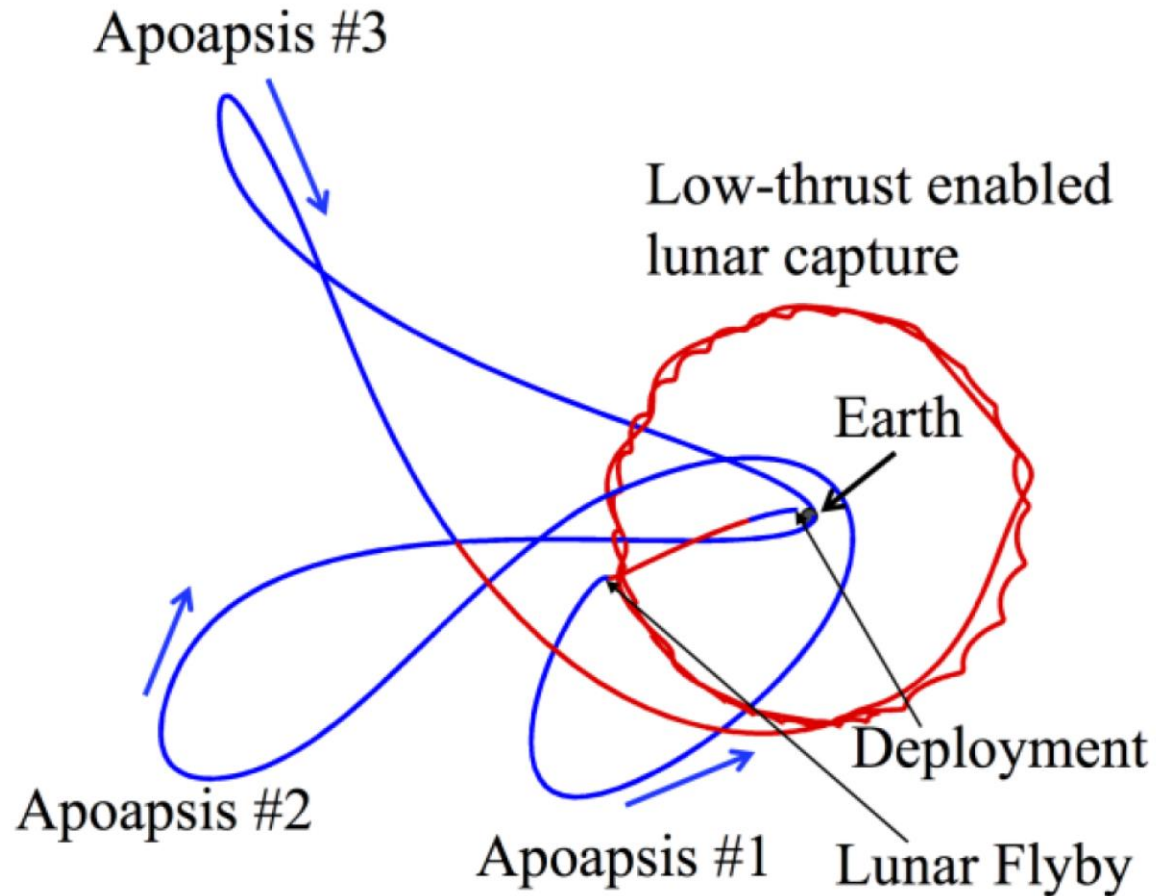 Apoapsis #3
Low-thrust enabled
lunar capture
Earth
Deployment
Apoapsis #2
Apoapsis #1
Lunar Flyby